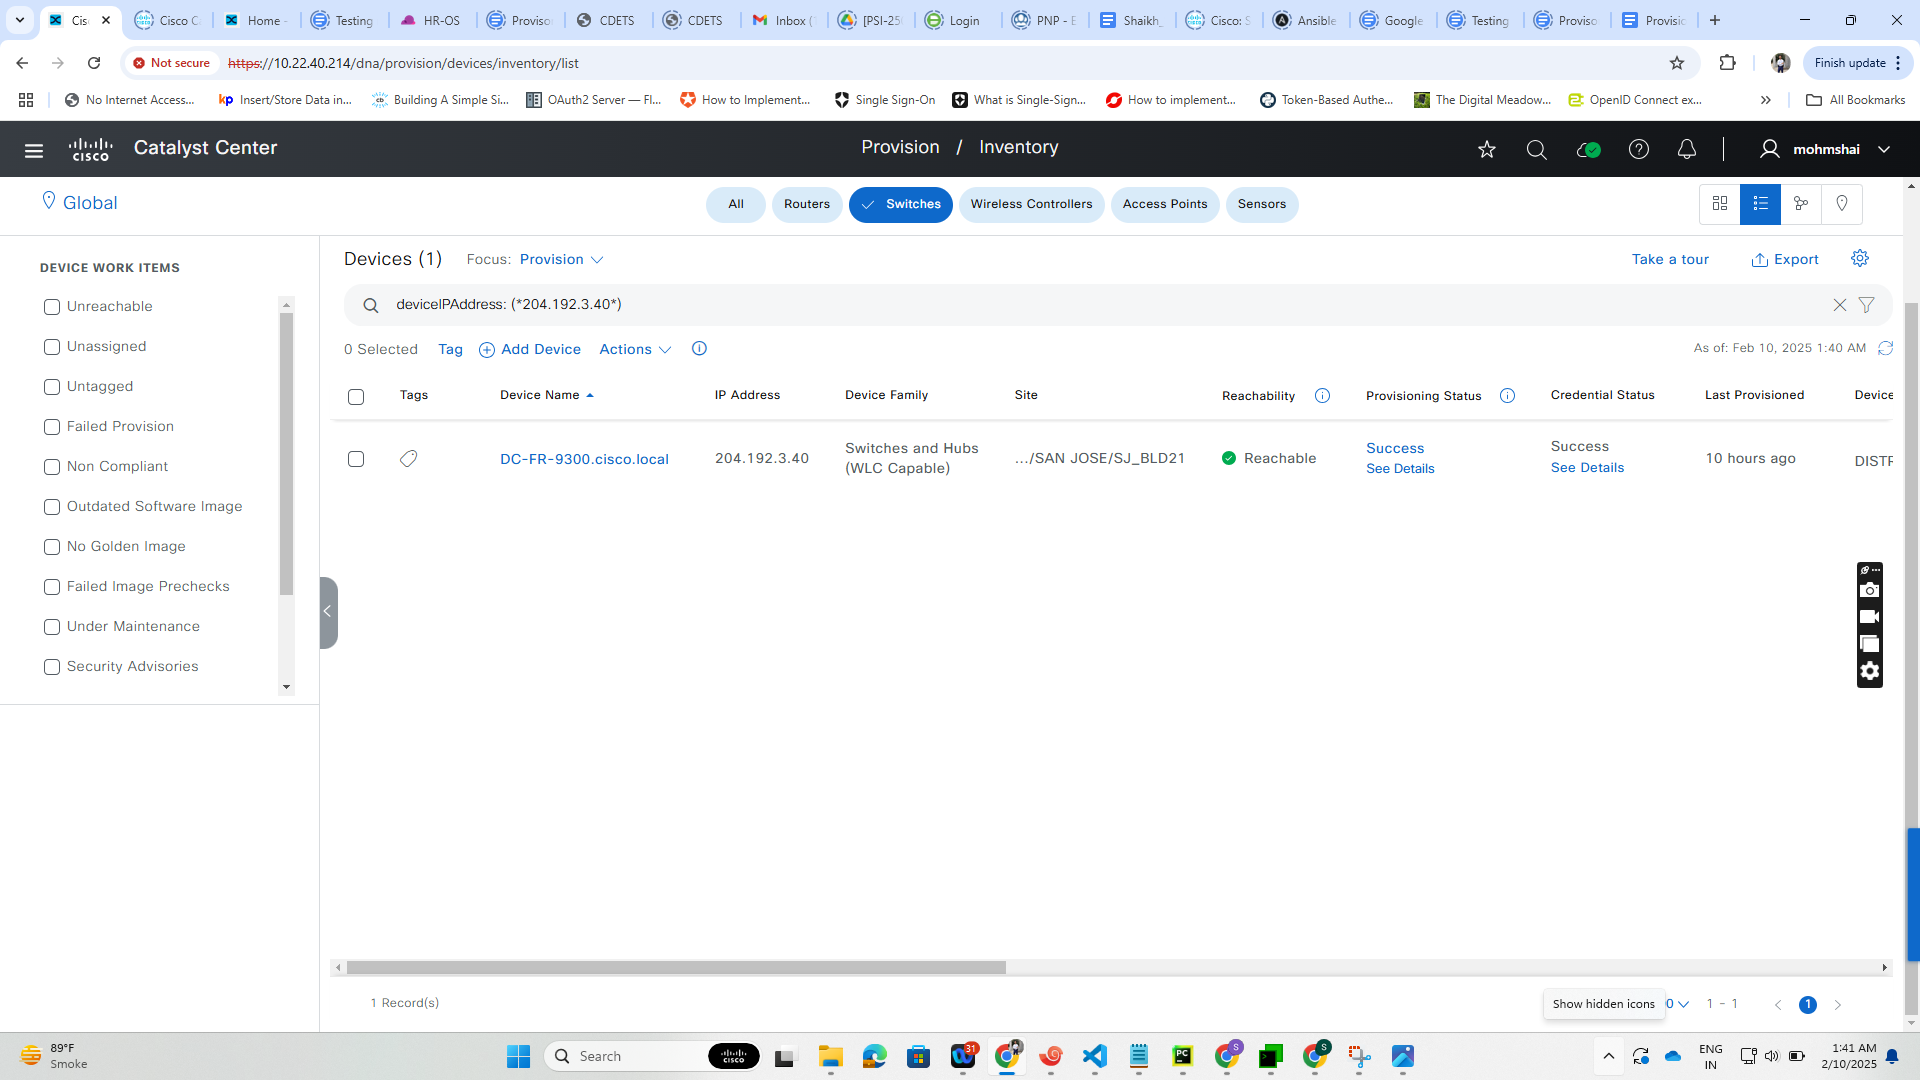 Cis
Cisco C
Home -
Testing
HR-OS
Proviso
CDETS
CDETS
Inbox (
[PSI-25
Login
PNP - E
Shaikh_
Cisco: S
Ansible
Google
Testing
Proviso
Provisio
Not secure
https://10.22.40.214/dna/provision/devices/inventory/list
Finish update
No Internet Access...
kp Insert/Store Data in...
cb Building A Simple Si...
OAuth2 Server — Fl...
How to Implement...
Single Sign-On
What is Single-Sign...
How to implement...
Token-Based Authe...
The Digital Meadow...
OpenID Connect ex...
All Bookmarks
cisco
Catalyst Center
Provision / Inventory
mohmshai
Global
All
Routers
Switches
Wireless Controllers
Access Points
Sensors
DEVICE WORK ITEMS
Unreachable
Unassigned
Untagged
Failed Provision
Non Compliant
Outdated Software Image
No Golden Image
Failed Image Prechecks
Under Maintenance
Security Advisories
Devices (1)
Focus: Provision
Take a tour
Export
deviceIPAddress: (*204.192.3.40*)
0 Selected
Tag
Add Device
Actions
As of: Feb 10, 2025 1:40 AM
Tags
Device Name
IP Address
Device Family
Site
Reachability
Provisioning Status
Credential Status
Last Provisioned
Device
DC-FR-9300.cisco.local
204.192.3.40
Switches and Hubs
(WLC Capable)
.../SAN JOSE/SJ_BLD21
Reachable
Success
See Details
Success
See Details
10 hours ago
DISTR
1 Record(s)
Show hidden icons
0
1 - 1
1
89°F
Smoke
Search
cisco
31
PC
S
S
ENG
IN
1:41 AM
2/10/2025